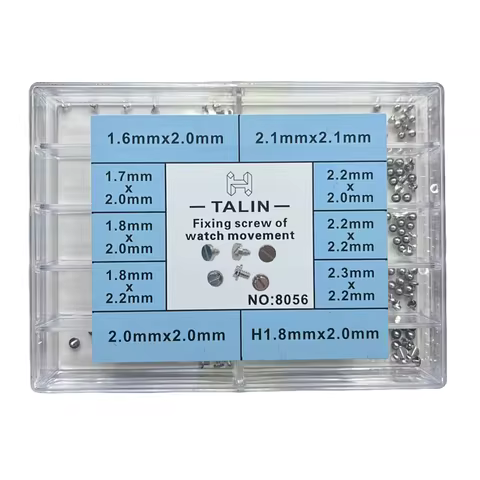 1.6mmx2.0mm
2.1mmx2.1mm
1.7mm
x
2.0mm
2.2mm
x
2.0mm
TALIN
Fixing screw of
watch movement
1.8mm
x
2.0mm
2.2mm
x
2.2mm
1.8mm
x
2.2mm
2.3mm
x
2.2mm
NO:8056
2.0mmx2.0mm
H1.8mmx2.0mm